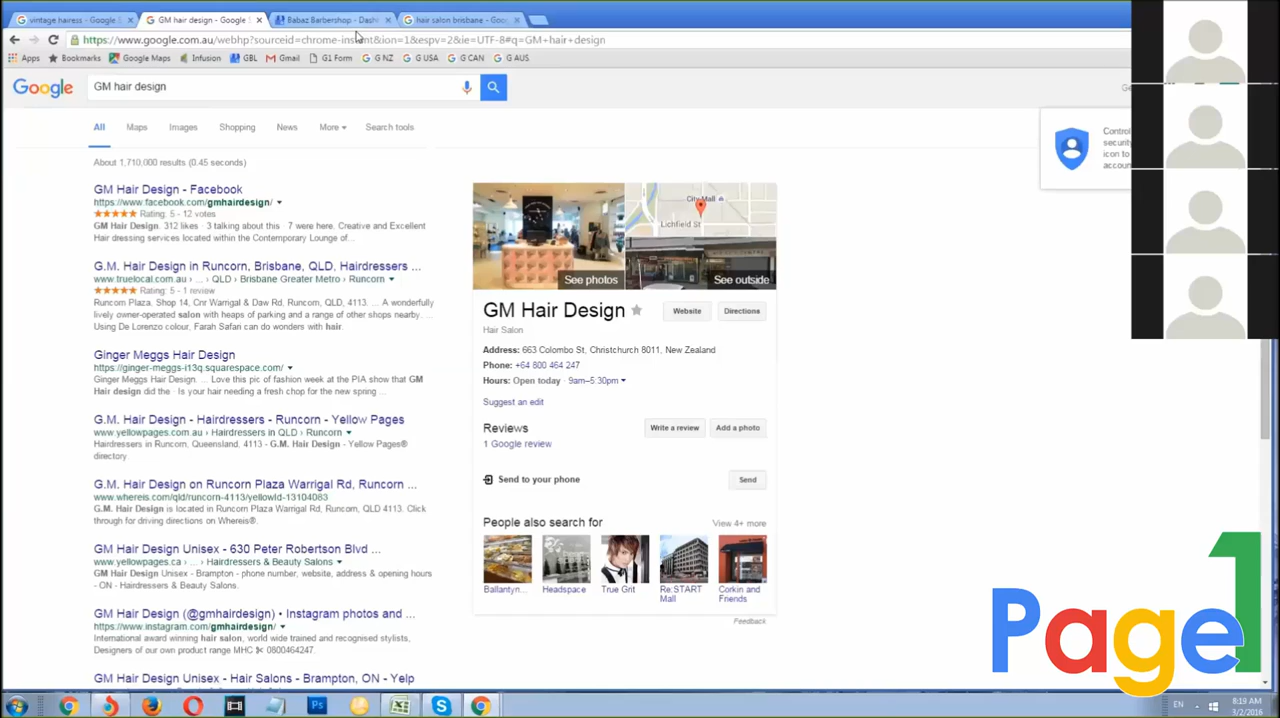 vintage hairess - Google S
GM hair design - Google S
Babaz Barbershop - Dashb
hair salon brisbane - Goog
https://www.google.com.au/webhp?sourceid=chrome-instant&ion=1&espv=2&ie=UTF-8#q=GM+hair+design
Apps Bookmarks Google Maps Infusion GBL Gmail G1 Form G NZ G USA G CAN G AUS
Google GM hair design
All Maps Images Shopping News More Search tools
About 1,710,000 results (0.45 seconds)
GM Hair Design - Facebook
https://www.facebook.com/gmhairdesign/
Rating: 5 - 12 votes
GM Hair Design. 312 likes · 3 talking about this · 7 were here. Creative and Excellent
Hair dressing services located within the Contemporary Lounge of...
G.M. Hair Design in Runcorn, Brisbane, QLD, Hairdressers ...
www.truelocal.com.au › ... › QLD › Brisbane Greater Metro › Runcorn
Rating: 5 - 1 review
Runcorn Plaza, Shop 14, Cnr Warrigal & Daw Rd, Runcorn, QLD, 4113. ... A wonderfully
lively owner-operated salon with heaps of parking and a range of other shops nearby. ...
Using De Lorenzo colour, Farah Safari can do wonders with hair.
Ginger Meggs Hair Design
https://ginger-meggs-i13q.squarespace.com/
Ginger Meggs Hair Design. ... Love this pic of fashion week at the PIA show that GM
Hair design did the · Is your hair needing a fresh chop for the new spring ...
G.M. Hair Design - Hairdressers - Runcorn - Yellow Pages
www.yellowpages.com.au › Hairdressers in QLD › Runcorn
Hairdressers in Runcorn, Queensland, 4113 - G.M. Hair Design - Yellow Pages®
directory.
G.M. Hair Design on Runcorn Plaza Warrigal Rd, Runcorn, ...
www.whereis.com/qld/runcorn-4113/yellowId-13104083
G.M. Hair Design is located in Runcorn Plaza Warrigal Rd, Runcorn, QLD 4113. Click
through for driving directions on Whereis®.
GM Hair Design Unisex - 630 Peter Robertson Blvd ...
www.yellowpages.ca › ... › Hairdressers & Beauty Salons
GM Hair Design Unisex - Brampton - phone number, website, address & opening hours
- ON - Hairdressers & Beauty Salons.
GM Hair Design (@gmhairdesign) • Instagram photos and ...
https://www.instagram.com/gmhairdesign/
International award winning hair salon, world wide trained and recognised stylists,
Designers of our own product range MHC ✂ 0800464247.
GM Hair Design Unisex - Hair Salons - Brampton, ON - Yelp
City Mall
Lichfield St
See photos
See outside
GM Hair Design
Website Directions
Hair Salon
Address: 663 Colombo St, Christchurch 8011, New Zealand
Phone: +64 800 464 247
Hours: Open today · 9am–5:30pm
Suggest an edit
Reviews
Write a review Add a photo
1 Google review
Send to your phone
Send
People also search for
View 4+ more
Ballantyn... Headspace True Grit Re:START Mall Corkin and Friends
Feedback
Control
security
icon to
accoun
Page1
EN
8:19 AM
3/2/2016